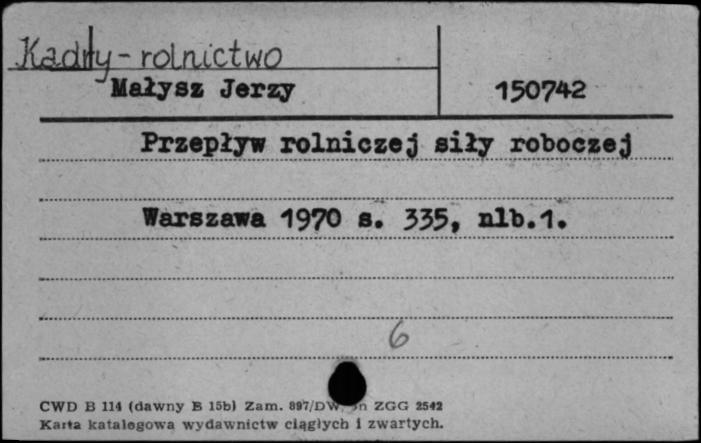 Kadry - rolnictwo
Małysz Jerzy 150742
Przepływ rolniczej siły roboczej
Warszawa 1970 s. 335, nlb.1.
6
CWD B 114 (dawny B 15b) Zam. 897/DW ZGG 2542
Karta katalogowa wydawnictw ciągłych i zwartych.